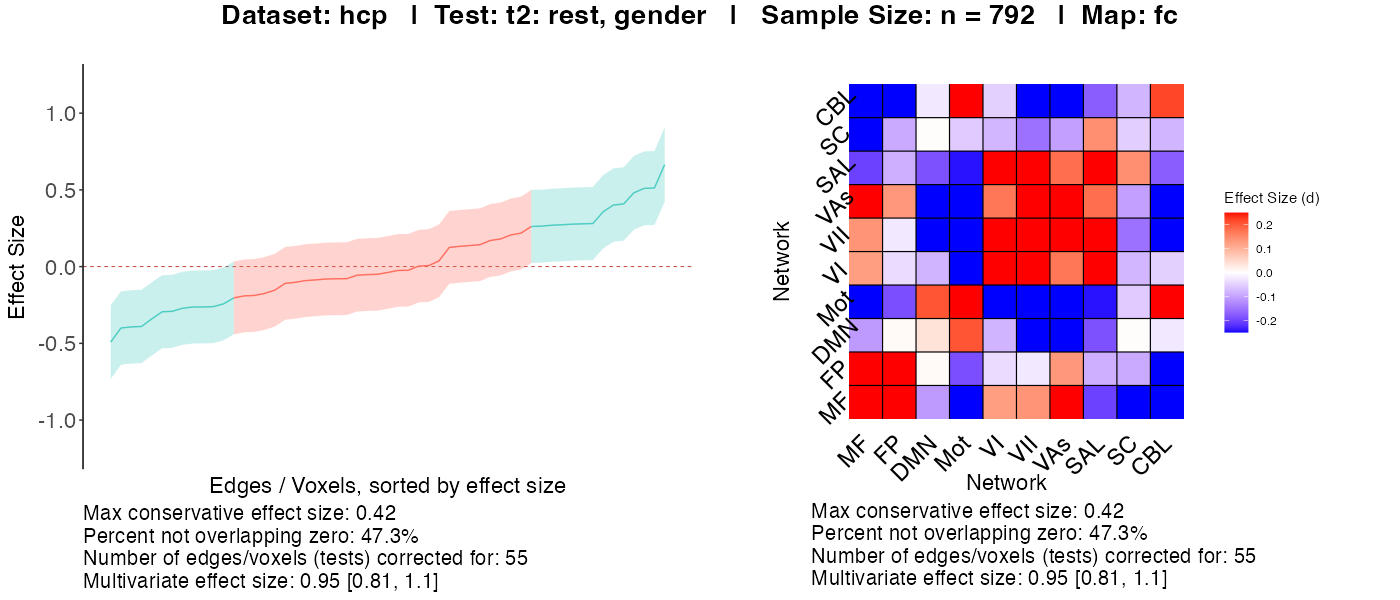 Dataset: hcp | Test: t2: rest, gender | Sample Size: n = 792 | Map: fc
Effect Size
1.0
0.5
0.0
-0.5
-1.0
Edges / Voxels, sorted by effect size
Max conservative effect size: 0.42
Percent not overlapping zero: 47.3%
Number of edges/voxels (tests) corrected for: 55
Multivariate effect size: 0.95 [0.81, 1.1]
Network
CBL
SC
SAL
VAs
VII
VI
Mot
DMN
FP
MF
MF FP DMN Mot VI VII VAs SAL SC CBL
Network
Effect Size (d)
0.2
0.1
0.0
-0.1
-0.2
Max conservative effect size: 0.42
Percent not overlapping zero: 47.3%
Number of edges/voxels (tests) corrected for: 55
Multivariate effect size: 0.95 [0.81, 1.1]